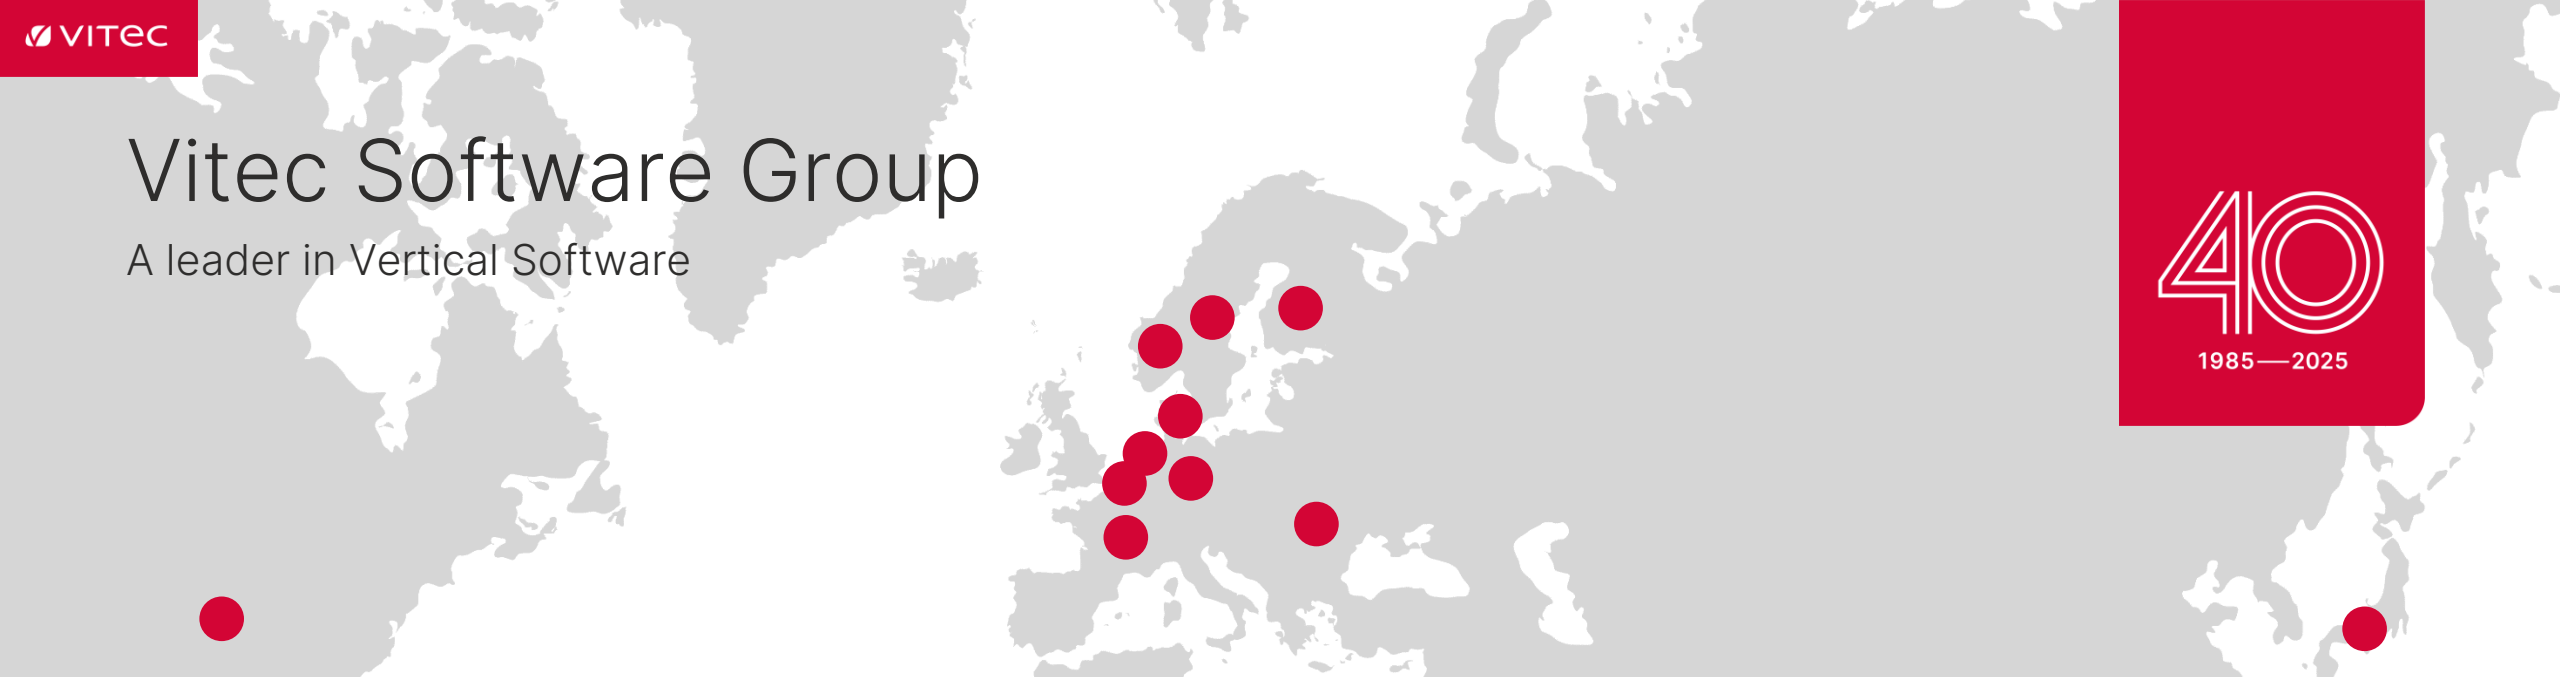 VITEC
Vitec Software Group
A leader in Vertical Software
40
1985—2025